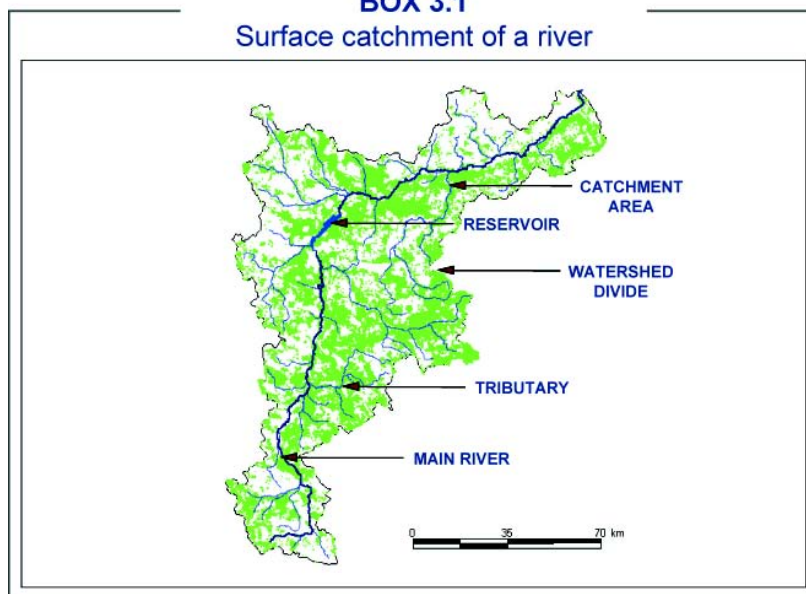 BOX 3.1
Surface catchment of a river
CATCHMENT
AREA
RESERVOIR
WATERSHED
DIVIDE
TRIBUTARY
MAIN RIVER
0 35 70 km